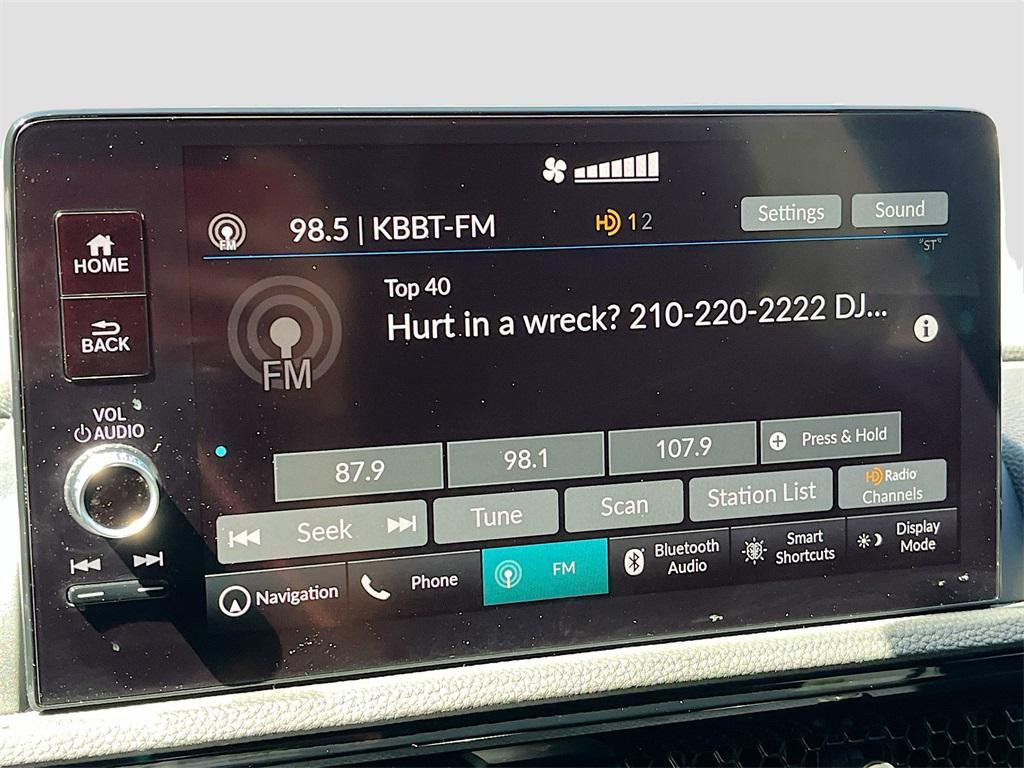 98.5 | KBBT-FM
HD 1 2
Settings
Sound
FM
"ST"
HOME
BACK
Top 40
Hurt in a wreck? 210-220-2222 DJ...
i
FM
VOL
AUDIO
87.9
98.1
107.9
+ Press & Hold
Seek
Tune
Scan
Station List
HD Radio
Channels
Navigation
Phone
FM
Bluetooth
Audio
Smart
Shortcuts
Display
Mode